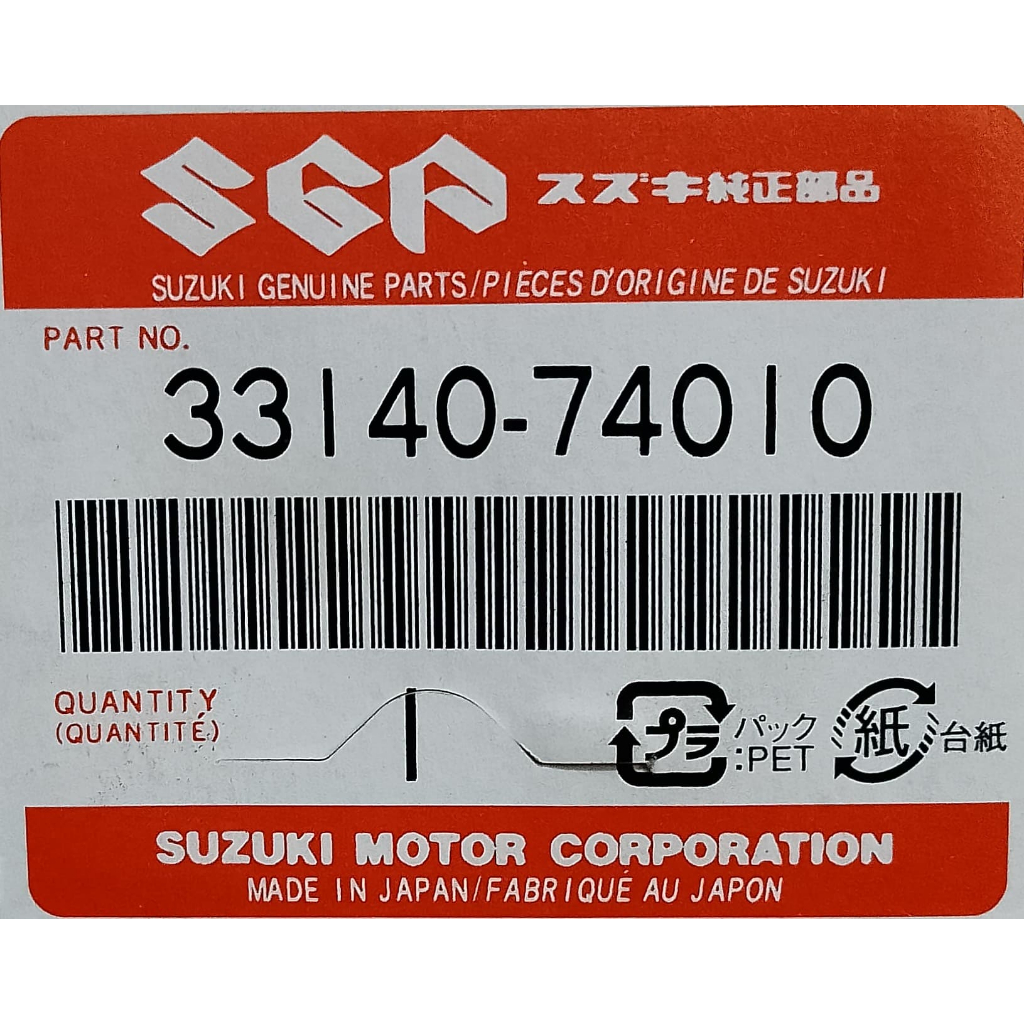 SGP スズキ純正部品
SUZUKI GENUINE PARTS/PIÈCES D'ORIGINE DE SUZUKI
PART NO.
33140-74010
QUANTITY
(QUANTITÉ)
1
プラ
パック
:PET
紙
台紙
SUZUKI MOTOR CORPORATION
MADE IN JAPAN/FABRIQUÉ AU JAPON